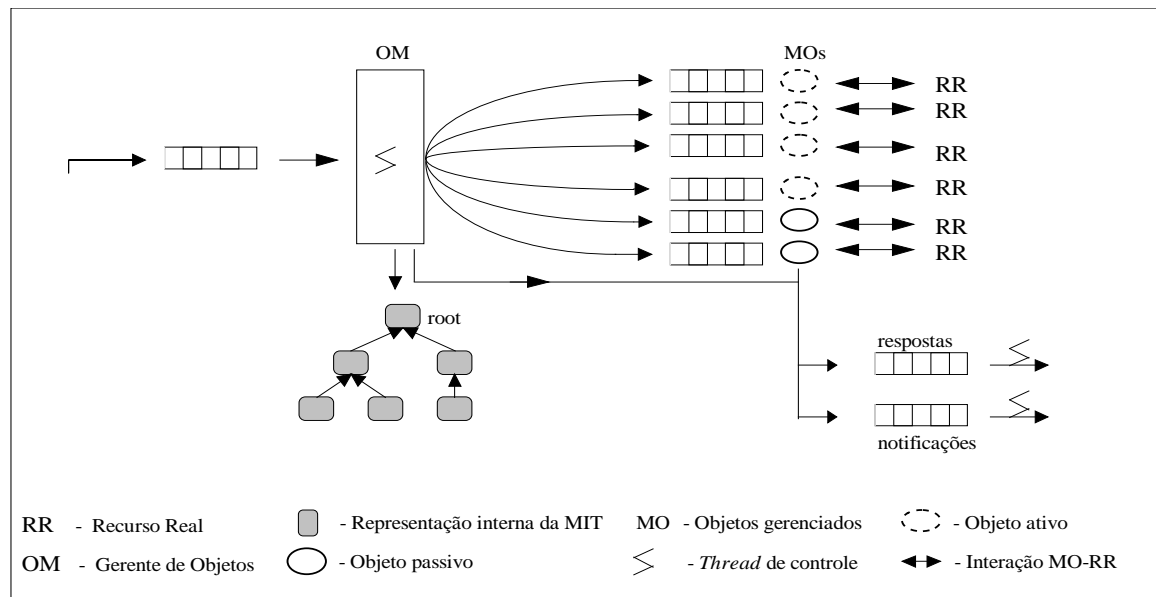 OM
MOs
RR
RR
RR
RR
RR
RR
root
respostas
notificações
RR - Recurso Real
- Representação interna da MIT
MO - Objetos gerenciados
- Objeto ativo
OM - Gerente de Objetos
- Objeto passivo
- Thread de controle
- Interação MO-RR